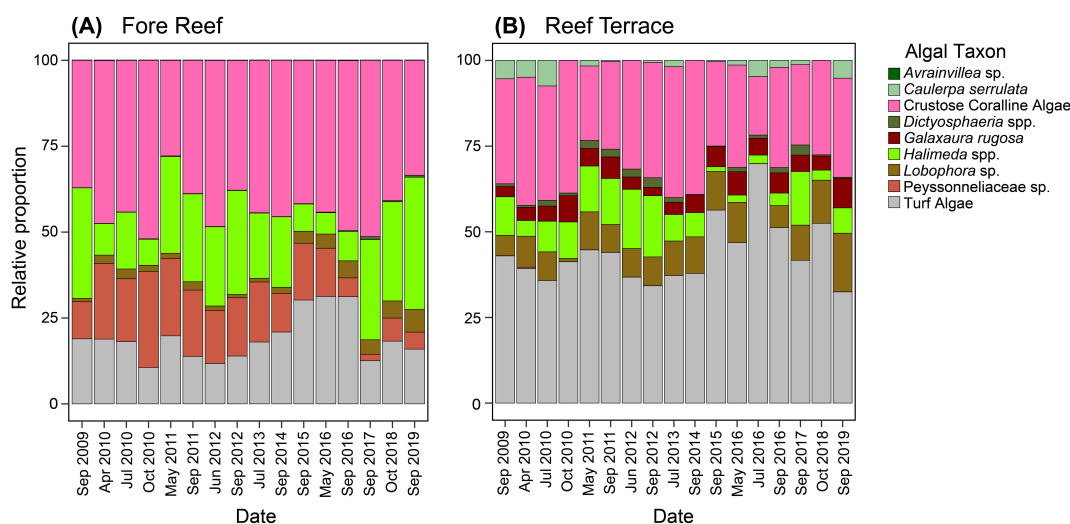 (A) Fore Reef
(B) Reef Terrace
Relative proportion
100
75
50
25
0
Sep 2009
Apr 2010
Jul 2010
Oct 2010
May 2011
Sep 2011
Jun 2012
Sep 2012
Jul 2013
Sep 2014
Sep 2015
May 2016
Sep 2016
Sep 2017
Oct 2018
Sep 2019
Date
100
75
50
25
0
Sep 2009
Apr 2010
Jul 2010
Oct 2010
May 2011
Sep 2011
Jun 2012
Sep 2012
Jul 2013
Sep 2014
Sep 2015
May 2016
Jul 2016
Sep 2016
Sep 2017
Oct 2018
Sep 2019
Date
Algal Taxon
Avrainvillea sp.
Caulerpa serrulata
Crustose Coralline Algae
Dictyosphaeria spp.
Galaxaura rugosa
Halimeda spp.
Lobophora sp.
Peyssonneliaceae sp.
Turf Algae